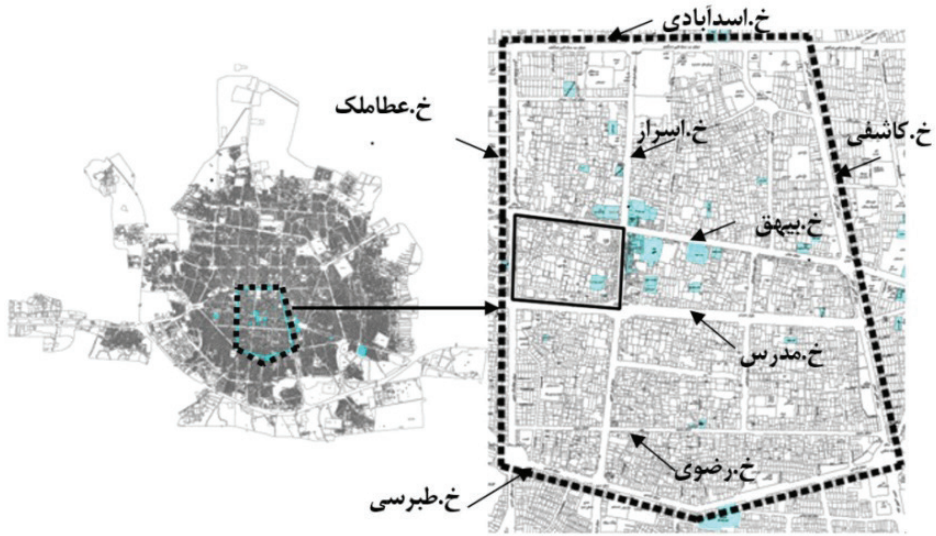 خ.اسدآبادی
خ.عطاملک
خ.اسرار
خ.کاشفی
خ.بیهق
خ.مدرس
خ.رضوی
خ.طبرسی